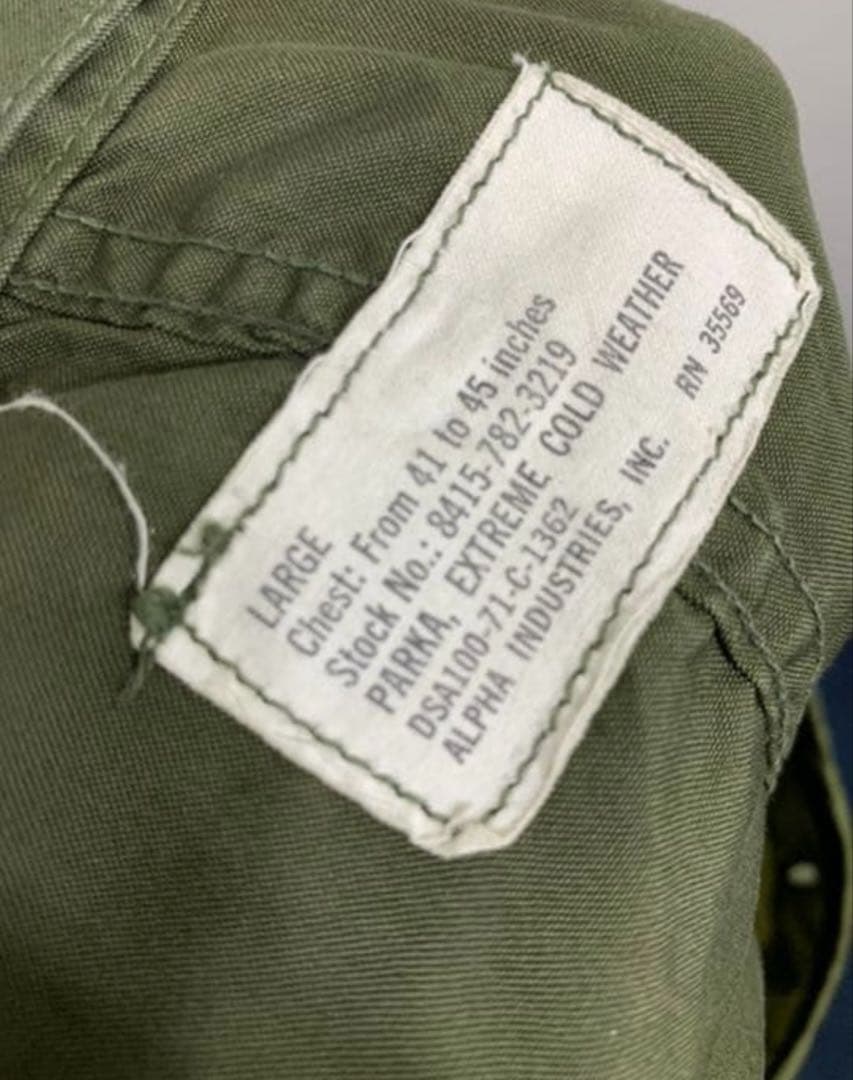 LARGE
Chest: From 41 to 45 inches
Stock No.: 8415-782-3219
PARKA, EXTREME COLD WEATHER
DSA100-71-C-1362
ALPHA INDUSTRIES, INC. RN 35569